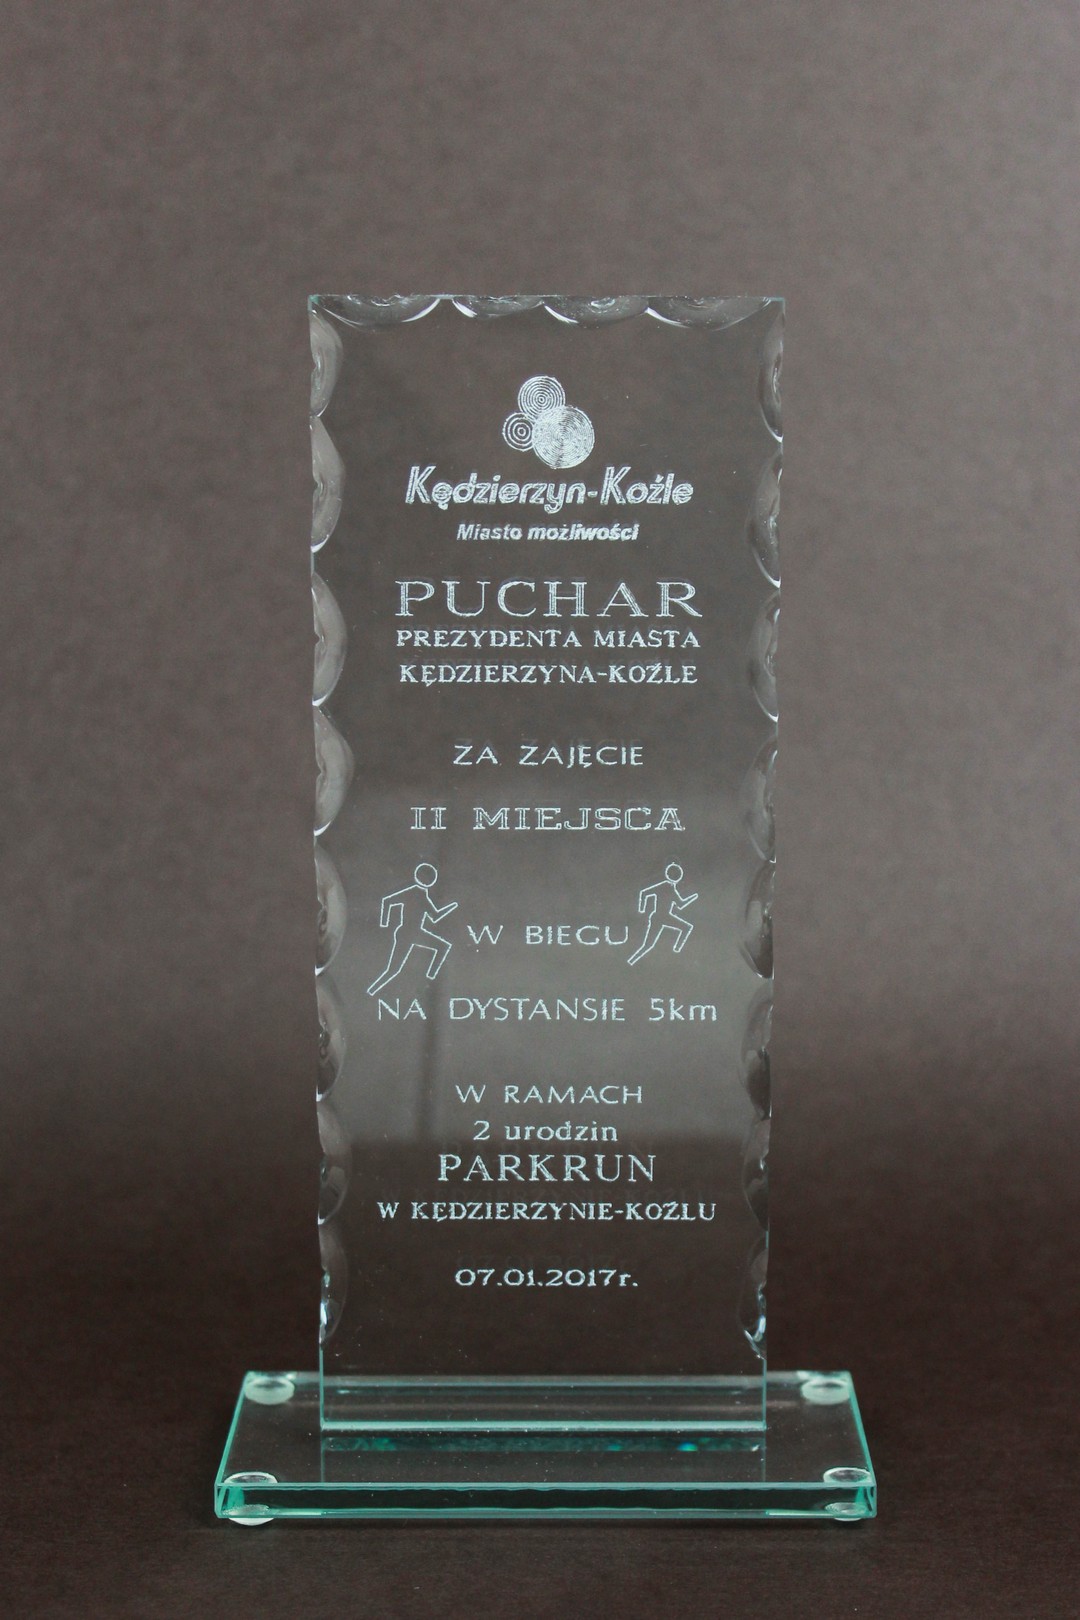 Kędzierzyn-Koźle
Miasto możliwości
PUCHAR
PREZYDENTA MIASTA
KĘDZIERZYNA-KOŹLE
ZA ZAJĘCIE
II MIEJSCA
W BIEGU
NA DYSTANSIE 5km
W RAMACH
2 urodzin
PARKRUN
W KĘDZIERZYNIE-KOŹLU
07.01.2017r.